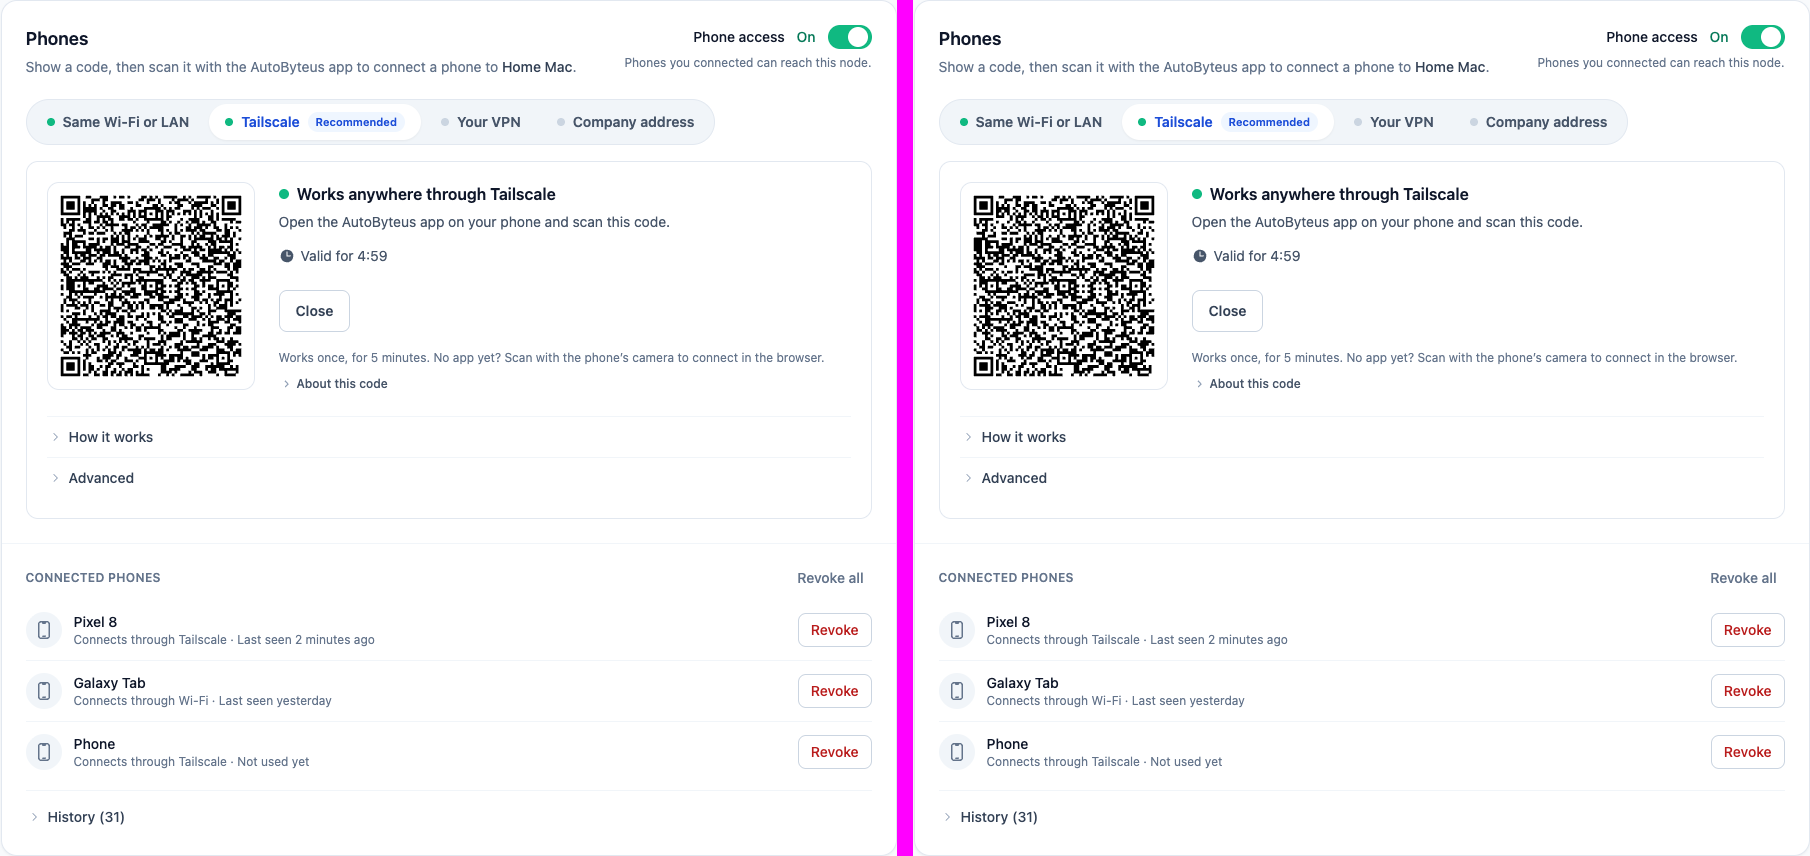 Phones
Phone access On
Show a code, then scan it with the AutoByteus app to connect a phone to Home Mac.
Phones you connected can reach this node.
Same Wi-Fi or LAN
Tailscale Recommended
Your VPN
Company address
Works anywhere through Tailscale
Open the AutoByteus app on your phone and scan this code.
Valid for 4:59
Close
Works once, for 5 minutes. No app yet? Scan with the phone’s camera to connect in the browser.
About this code
How it works
Advanced
CONNECTED PHONES
Revoke all
Pixel 8
Connects through Tailscale · Last seen 2 minutes ago
Revoke
Galaxy Tab
Connects through Wi-Fi · Last seen yesterday
Revoke
Phone
Connects through Tailscale · Not used yet
Revoke
History (31)
Phones
Phone access On
Show a code, then scan it with the AutoByteus app to connect a phone to Home Mac.
Phones you connected can reach this node.
Same Wi-Fi or LAN
Tailscale Recommended
Your VPN
Company address
Works anywhere through Tailscale
Open the AutoByteus app on your phone and scan this code.
Valid for 4:59
Close
Works once, for 5 minutes. No app yet? Scan with the phone’s camera to connect in the browser.
About this code
How it works
Advanced
CONNECTED PHONES
Revoke all
Pixel 8
Connects through Tailscale · Last seen 2 minutes ago
Revoke
Galaxy Tab
Connects through Wi-Fi · Last seen yesterday
Revoke
Phone
Connects through Tailscale · Not used yet
Revoke
History (31)